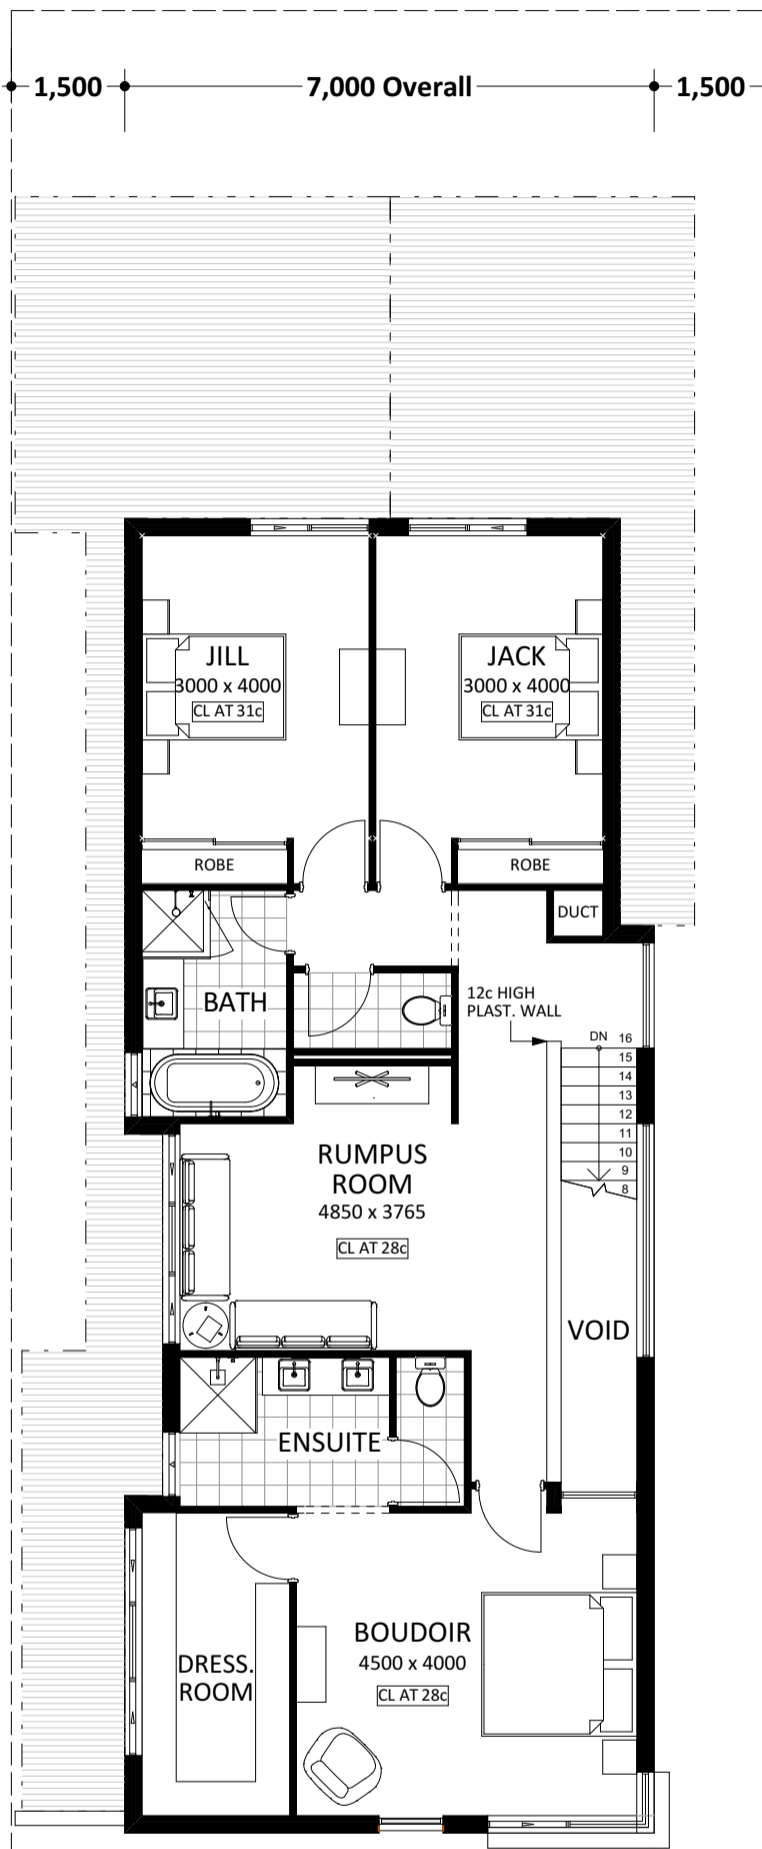 1,500
7,000 Overall
1,500
JILL
3000 x 4000
CL AT 31c
JACK
3000 x 4000
CL AT 31c
ROBE
ROBE
DUCT
BATH
12c HIGH
PLAST. WALL
DN
16
15
14
13
12
11
10
9
8
RUMPUS
ROOM
4850 x 3765
CL AT 28c
VOID
ENSUITE
BOUDOIR
4500 x 4000
CL AT 28c
DRESS.
ROOM